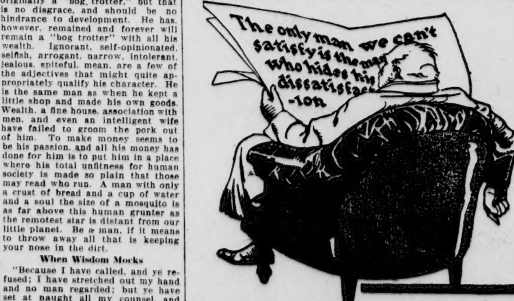 originally a "bog trotter," but that
is no disgrace, and should be no
hindrance to development. He has,
however, remained and forever will
remain a "bog trotter" with all his
wealth. Ignorant, self-opinionated,
selfish, arrogant, narrow, intolerant,
jealous, spiteful, mean, are a few of
the adjectives that might quite ap-
propriately qualify his character. He
is the same man as when he kept a
little shop and made his own goods.
Wealth, a fine house, association with
men, and even an intelligent wife
have failed to groom the pork out
of him. To make money seems to
be his passion, and all his money has
done for him is to put him in a place
where his total unfitness for human
society is made so plain that those
may read who run. A man with only
a crust of bread and a cup of water
and a soul the size of a mosquito is
as far above this human grunter as
the remotest star is distant from our
little planet. Be a man, if it means
to throw away all that is keeping
your nose in the dirt.
When Wisdom Mocks
"Because I have called, and ye re-
fused; I have stretched out my hand
and no man regarded; but ye have
set at naught all my counsel, and
The only man we can't
satisfy is the man
who hides his
dissatisfac
-ion